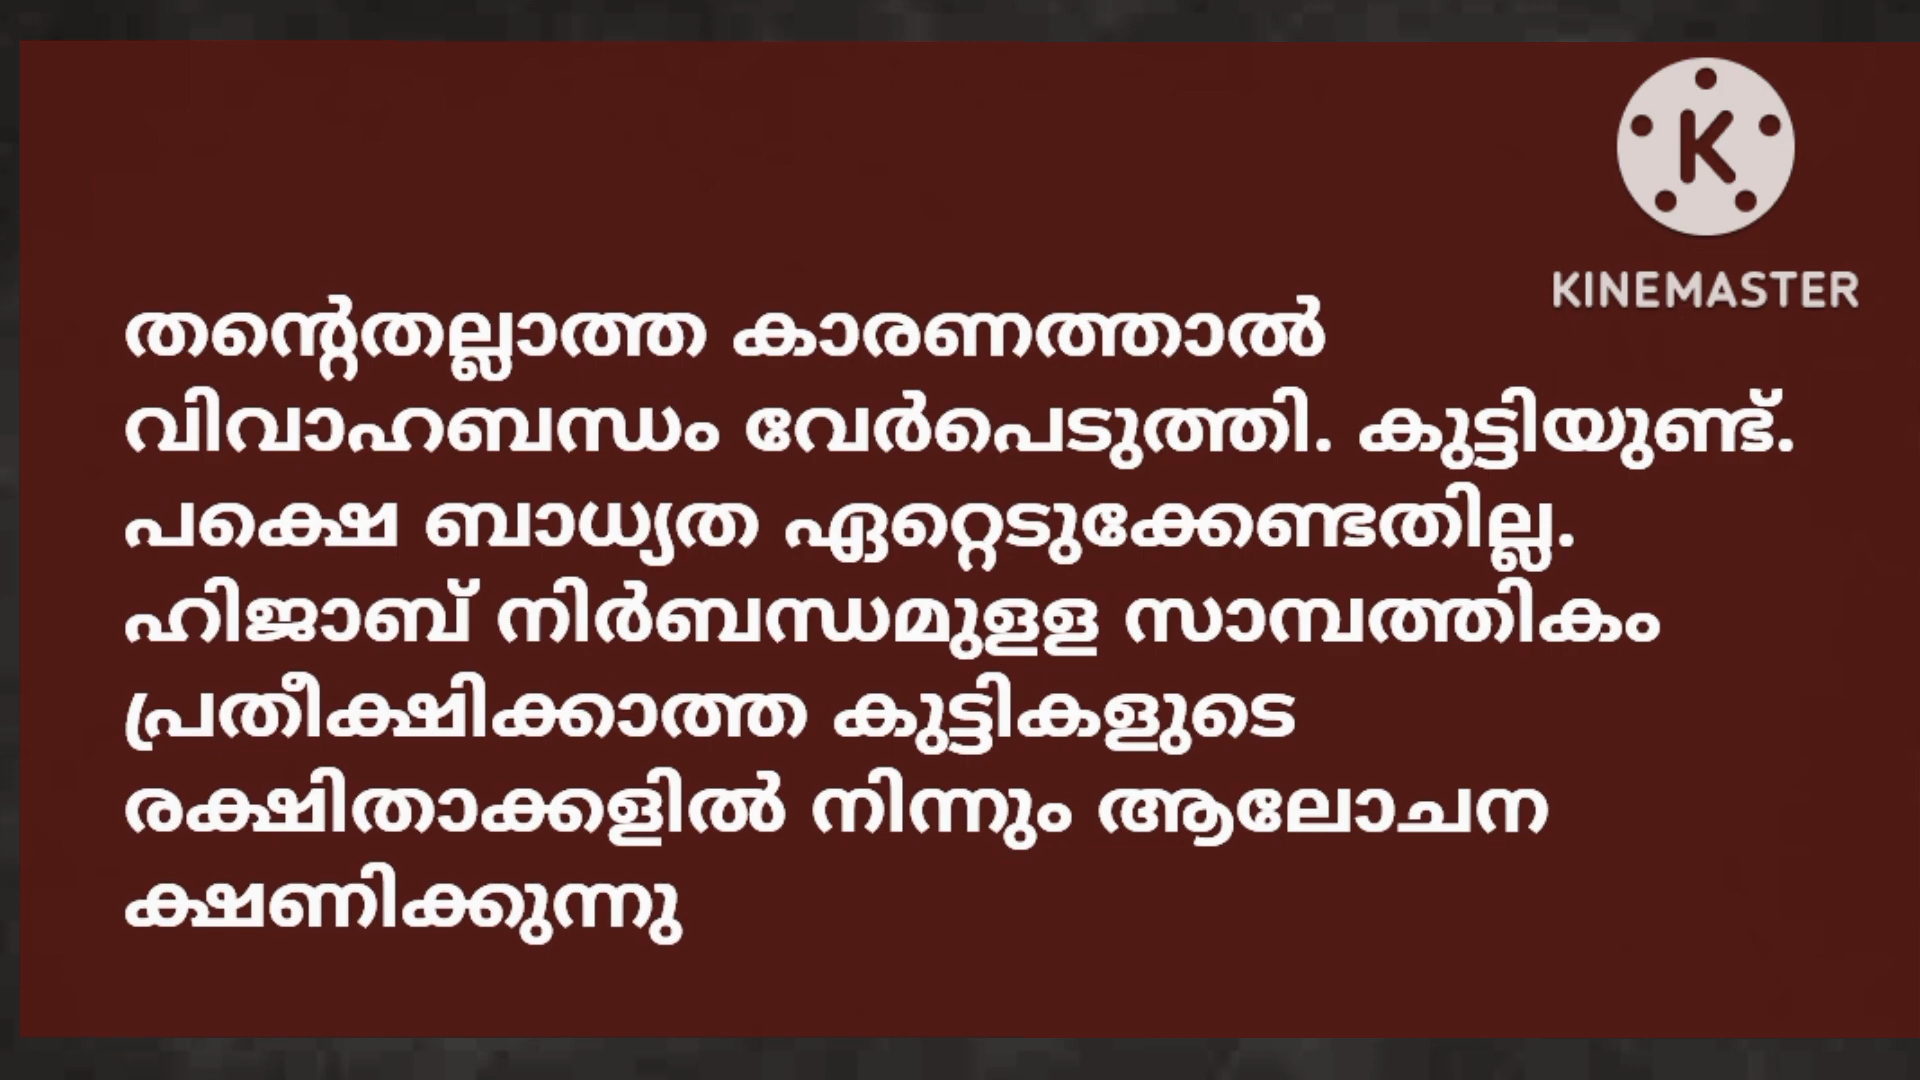 KINEMASTER
തന്റെതല്ലാത്ത കാരണത്താൽ
വിവാഹബന്ധം വേർപെടുത്തി. കുട്ടിയുണ്ട്.
പക്ഷെ ബാധ്യത ഏറ്റെടുക്കേണ്ടതില്ല.
ഹിജാബ് നിർബന്ധമുളള സാമ്പത്തികം
പ്രതീക്ഷിക്കാത്ത കുട്ടികളുടെ
രക്ഷിതാക്കളിൽ നിന്നും ആലോചന
ക്ഷണിക്കുന്നു